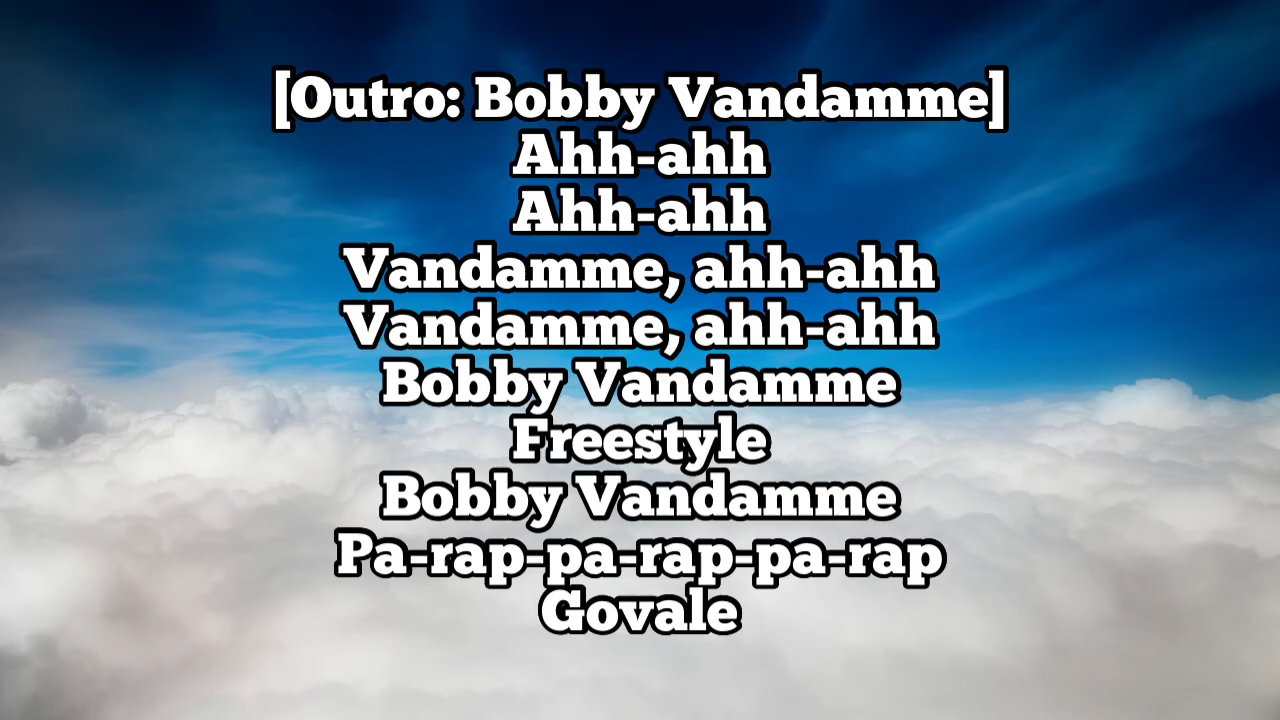 [Outro: Bobby Vandamme]
Ahh-ahh
Ahh-ahh
Vandamme, ahh-ahh
Vandamme, ahh-ahh
Bobby Vandamme
Freestyle
Bobby Vandamme
Pa-rap-pa-rap-pa-rap
Govale